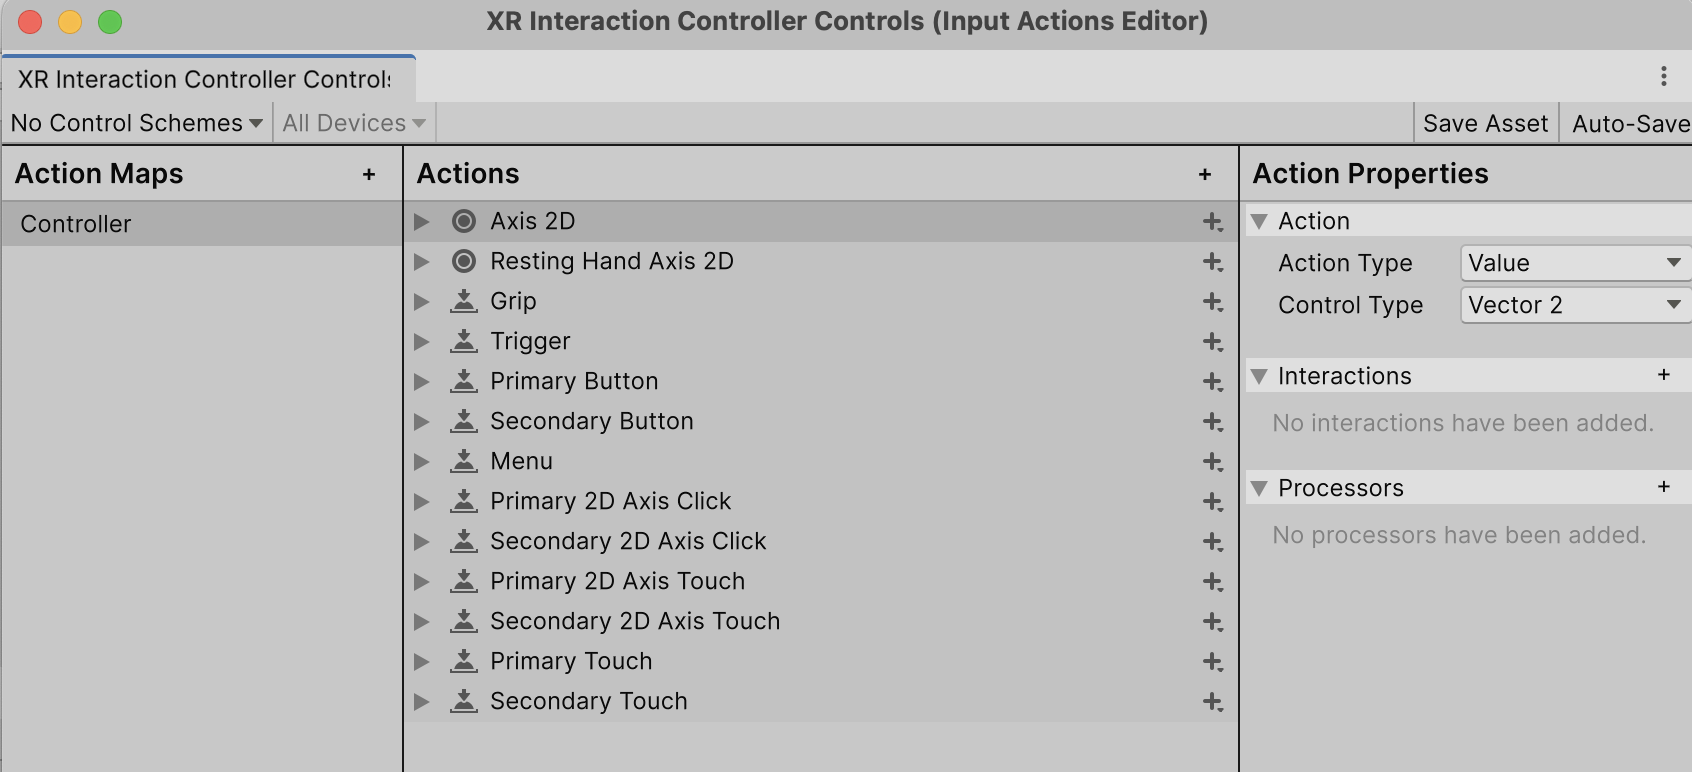 XR Interaction Controller Controls (Input Actions Editor)
XR Interaction Controller Controls
No Control Schemes
All Devices
Save Asset
Auto-Save
Action Maps
+
Controller
Actions
+
Axis 2D
Resting Hand Axis 2D
Grip
Trigger
Primary Button
Secondary Button
Menu
Primary 2D Axis Click
Secondary 2D Axis Click
Primary 2D Axis Touch
Secondary 2D Axis Touch
Primary Touch
Secondary Touch
Action Properties
Action
Action Type Value
Control Type Vector 2
Interactions +
No interactions have been added.
Processors +
No processors have been added.